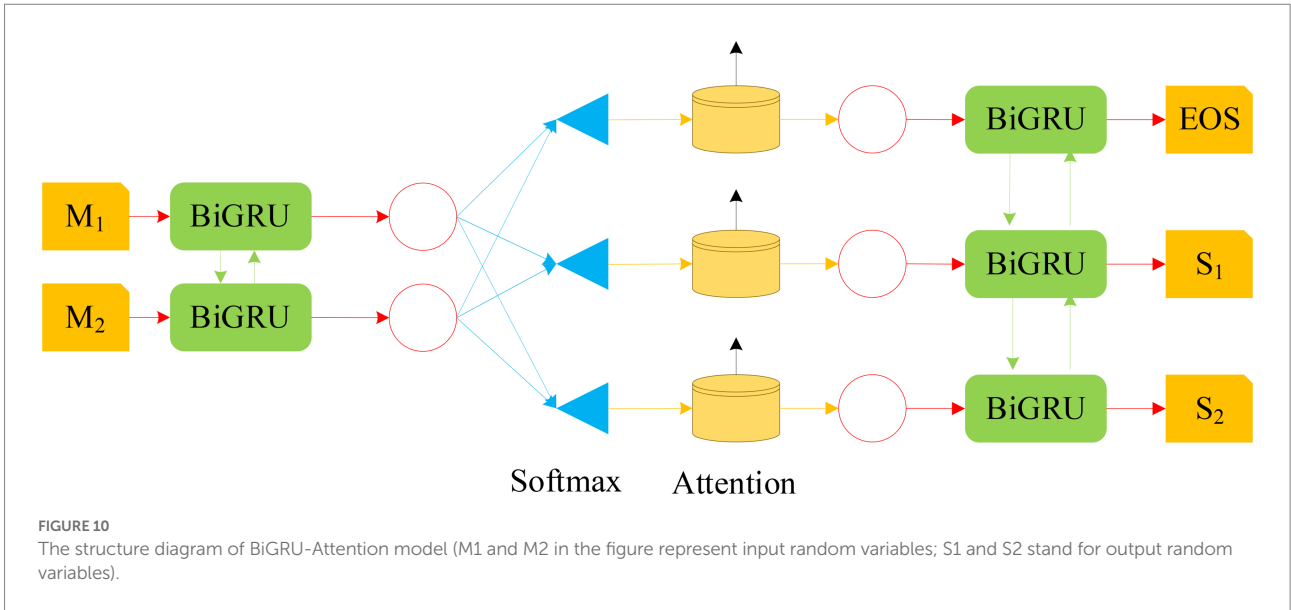 BiGRU
EOS
M₁
BiGRU
BiGRU
S₁
M₂
BiGRU
BiGRU
S₂
Softmax
Attention
FIGURE 10
The structure diagram of BiGRU-Attention model (M1 and M2 in the figure represent input random variables; S1 and S2 stand for output random
variables).